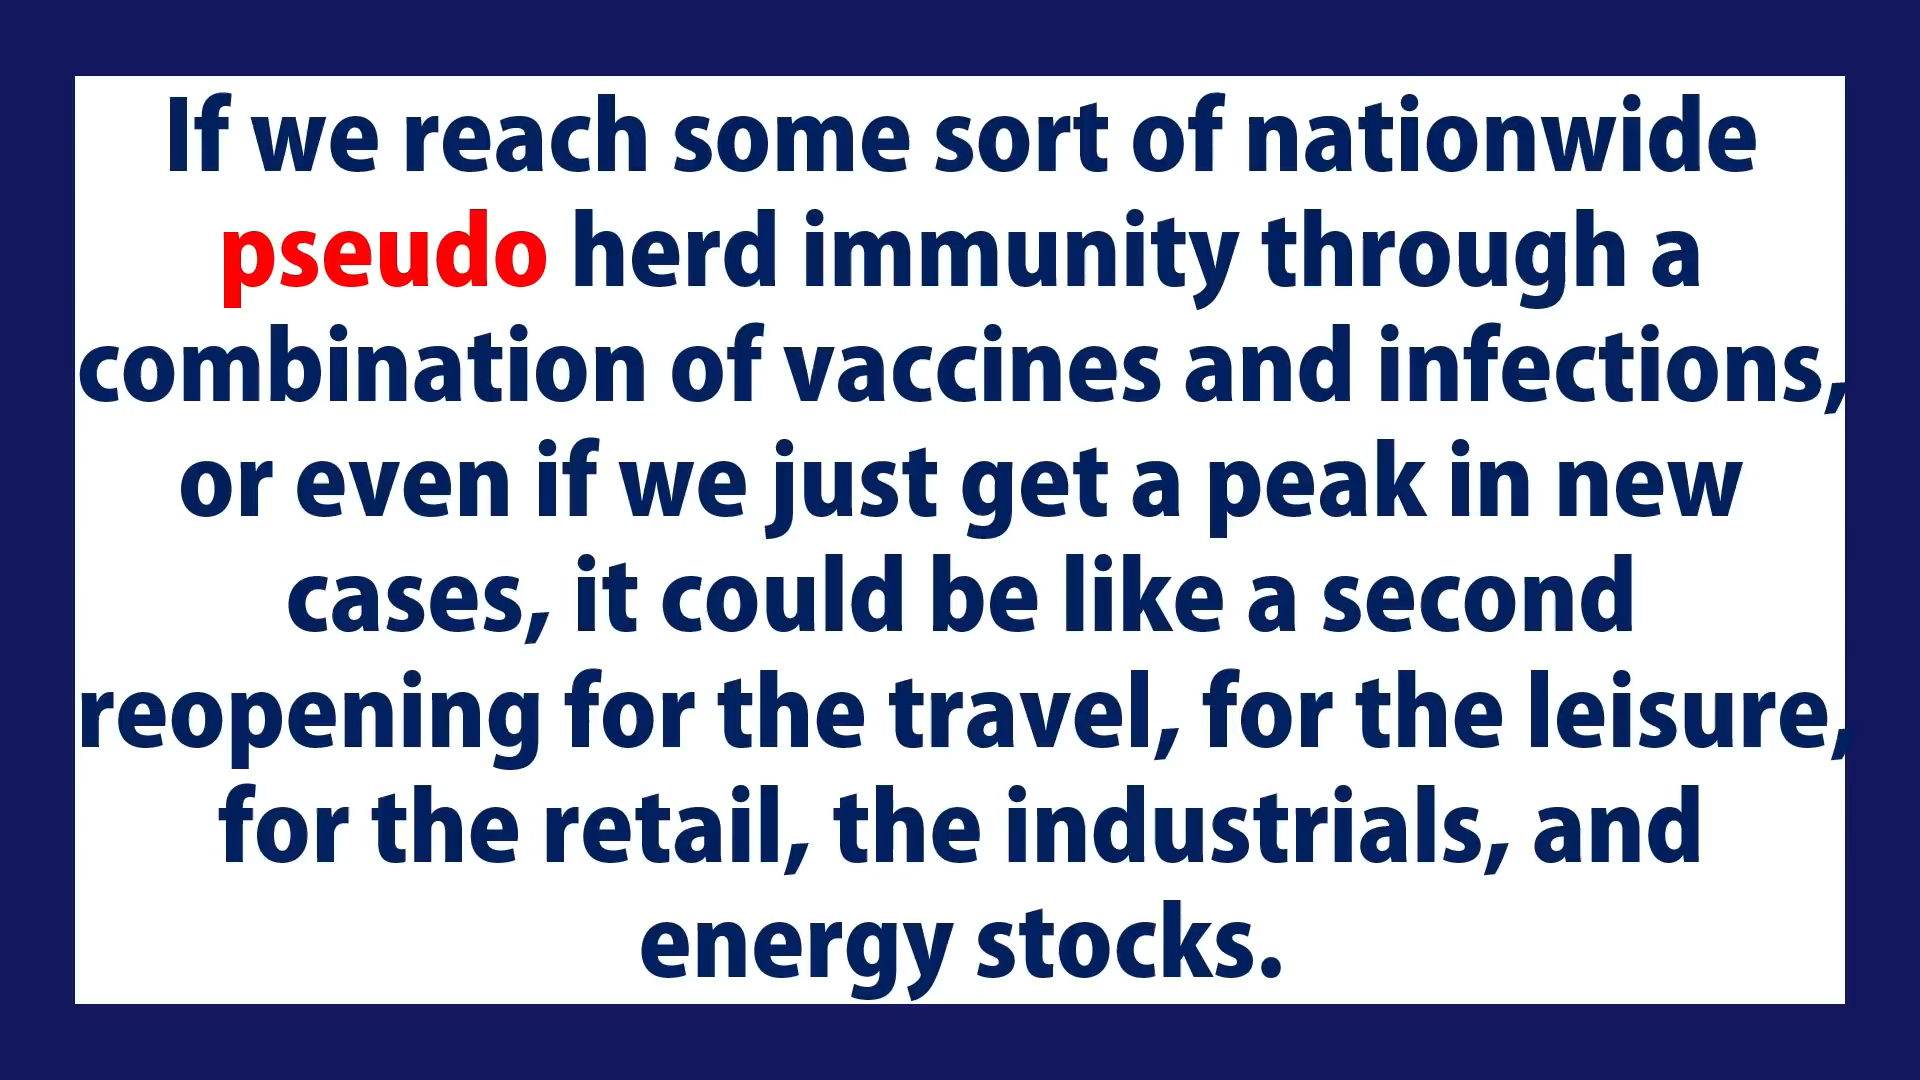 If we reach some sort of nationwide
pseudo herd immunity through a
combination of vaccines and infections,
or even if we just get a peak in new
cases, it could be like a second
reopening for the travel, for the leisure,
for the retail, the industrials, and
energy stocks.